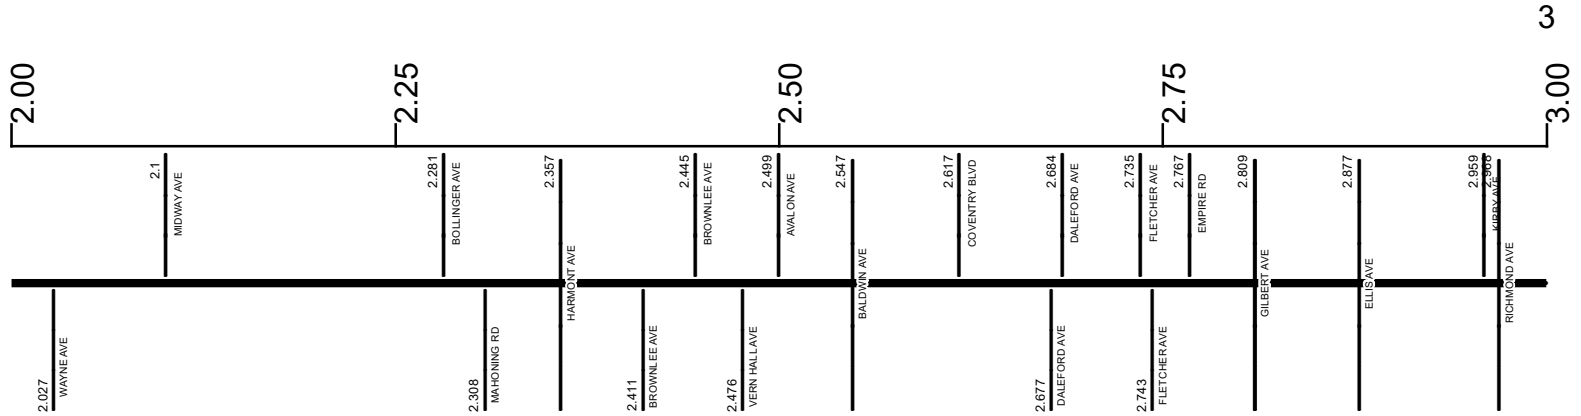 3
2.00
2.25
2.50
2.75
3.00
2.1
MIDWAY AVE
2.281
BOLLINGER AVE
2.357
HARMONT AVE
2.445
BROWNLEE AVE
2.499
AVALON AVE
2.547
BALDWIN AVE
2.617
COVENTRY BLVD
2.684
DALEFORD AVE
2.735
FLETCHER AVE
2.767
EMPIRE RD
2.809
GILBERT AVE
2.877
ELLIS AVE
2.959
KIRBY AVE
2.968
RICHMOND AVE
2.027
WAYNE AVE
2.308
MAHONING RD
2.411
BROWNLEE AVE
2.476
VERN HALL AVE
2.677
DALEFORD AVE
2.743
FLETCHER AVE